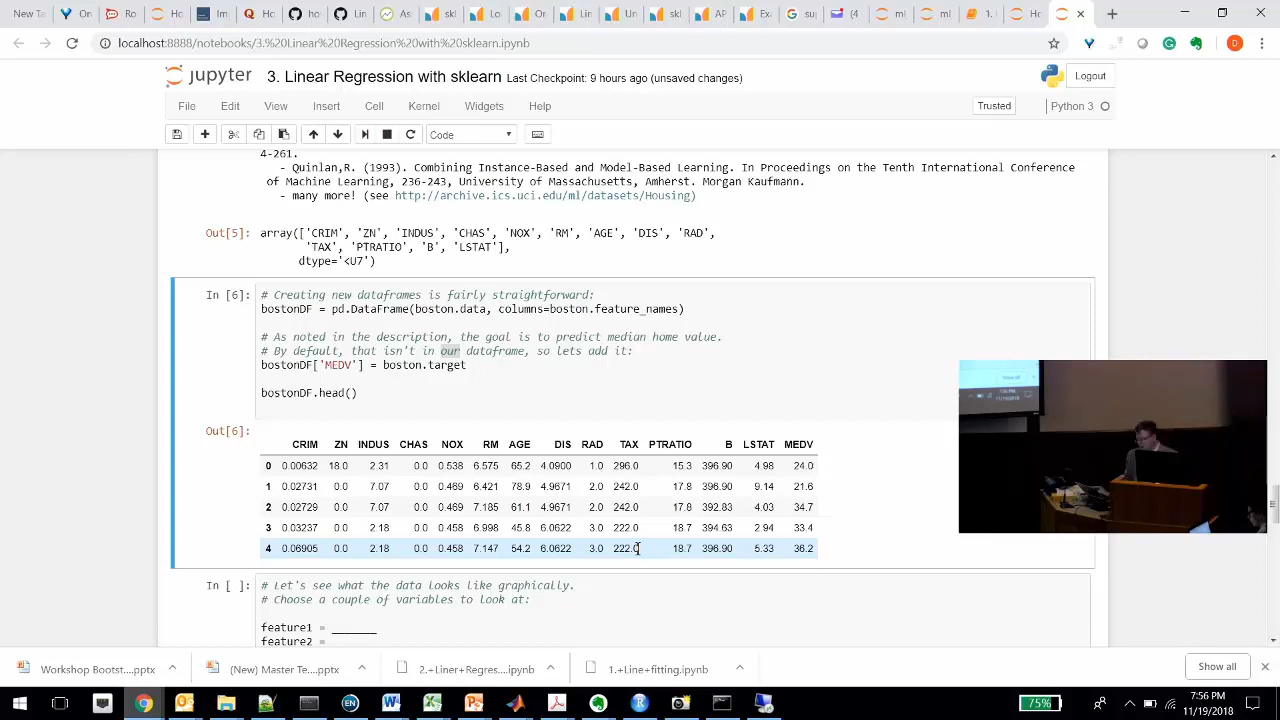 localhost:8888/notebooks/3.%20Linear%20Regression%20with%20sklearn.ipynb
jupyter 3. Linear Regression with sklearn Last Checkpoint: 9 hours ago (unsaved changes)
Logout
File Edit View Insert Cell Kernel Widgets Help
Trusted
Python 3
Code
4-261.
- Quinlan,R. (1993). Combining Instance-Based and Model-Based Learning. In Proceedings on the Tenth International Conference
of Machine Learning, 236-243, University of Massachusetts, Amherst. Morgan Kaufmann.
- many more! (see http://archive.ics.uci.edu/ml/datasets/Housing)
Out[5]: array(['CRIM', 'ZN', 'INDUS', 'CHAS', 'NOX', 'RM', 'AGE', 'DIS', 'RAD',
'TAX', 'PTRATIO', 'B', 'LSTAT'],
dtype='<U7')
In [6]: # Creating new dataframes is fairly straightforward:
bostonDF = pd.DataFrame(boston.data, columns=boston.feature_names)
# As noted in the description, the goal is to predict median home value.
# By default, that isn't in our dataframe, so lets add it:
bostonDF['MEDV'] = boston.target
bostonDF.head()
Out[6]:
CRIM ZN INDUS CHAS NOX RM AGE DIS RAD TAX PTRATIO B LSTAT MEDV
0 0.00632 18.0 2.31 0.0 0.538 6.575 65.2 4.0900 1.0 296.0 15.3 396.90 4.98 24.0
1 0.02731 0.0 7.07 0.0 0.469 6.421 78.9 4.9671 2.0 242.0 17.8 396.90 9.14 21.6
2 0.02729 0.0 7.07 0.0 0.469 7.185 61.1 4.9671 2.0 242.0 17.8 392.83 4.03 34.7
3 0.03237 0.0 2.18 0.0 0.458 6.998 45.8 6.0622 3.0 222.0 18.7 394.63 2.94 33.4
4 0.06905 0.0 2.18 0.0 0.458 7.147 54.2 6.0622 3.0 222.0 18.7 396.90 5.33 36.2
In [ ]: # Let's see what the data looks like graphically.
# Choose a couple of variables to look at:
feature1 = _______
feature2 =
Workshop Bootst....pptx
(New) Master Te....pptx
2.+Liner+Regres....ipynb
1.+Line+fitting.ipynb
Show all
75%
7:56 PM
11/19/2018